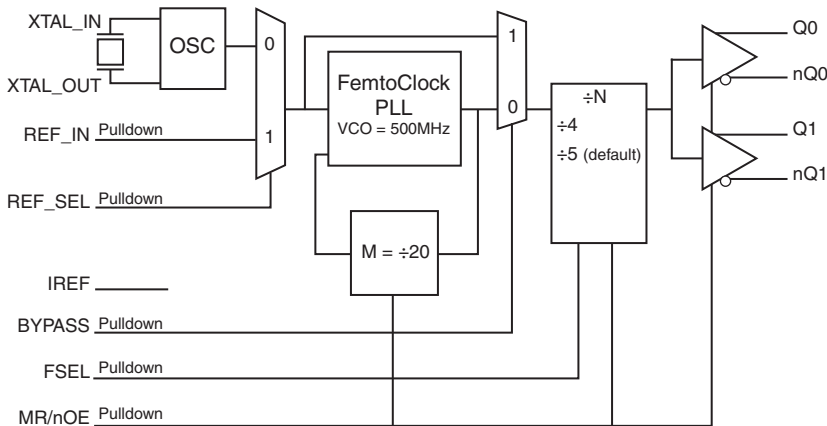 XTAL_IN
OSC
XTAL_OUT
0
1
REF_IN Pulldown
REF_SEL Pulldown
FemtoClock
PLL
VCO = 500MHz
M = ÷20
1
0
÷N
÷4
÷5 (default)
Q0
nQ0
Q1
nQ1
IREF
BYPASS Pulldown
FSEL Pulldown
MR/nOE Pulldown